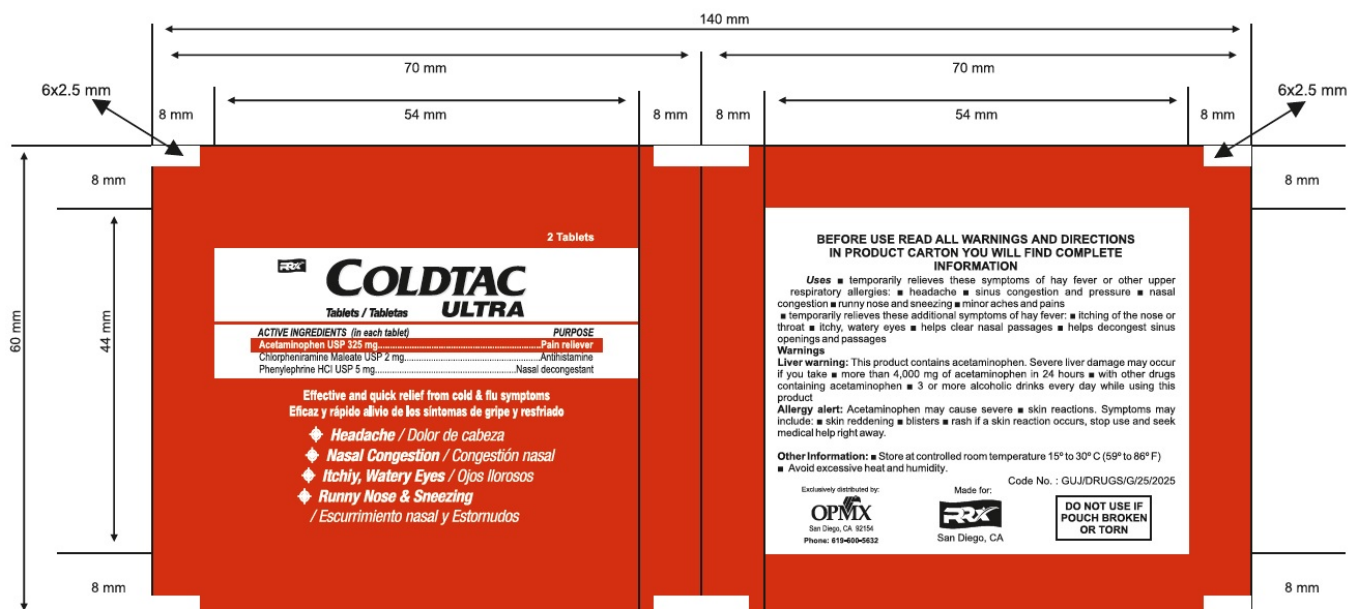 140 mm
70 mm
70 mm
6x2.5 mm
6x2.5 mm
8 mm
54 mm
8 mm
8 mm
54 mm
8 mm
8 mm
8 mm
60 mm
44 mm
2 Tablets
RRX
COLDTAC
ULTRA
Tablets / Tabletas
ACTIVE INGREDIENTS (in each tablet) PURPOSE
Acetaminophen USP 325 mg....Pain reliever
Chlorpheniramine Maleate USP 2 mg....Antihistamine
Phenylephrine HCl USP 5 mg....Nasal decongestant
Effective and quick relief from cold & flu symptoms
Eficaz y rápido alivio de los síntomas de gripe y resfriado
Headache / Dolor de cabeza
Nasal Congestion / Congestión nasal
Itchiy, Watery Eyes / Ojos llorosos
Runny Nose & Sneezing
/ Escurrimiento nasal y Estornudos
8 mm
8 mm
BEFORE USE READ ALL WARNINGS AND DIRECTIONS
IN PRODUCT CARTON YOU WILL FIND COMPLETE
INFORMATION
Uses ■ temporarily relieves these symptoms of hay fever or other upper
respiratory allergies: ■ headache ■ sinus congestion and pressure ■ nasal
congestion ■ runny nose and sneezing ■ minor aches and pains
■ temporarily relieves these additional symptoms of hay fever: ■ itching of the nose or
throat ■ itchy, watery eyes ■ helps clear nasal passages ■ helps decongest sinus
openings and passages
Warnings
Liver warning: This product contains acetaminophen. Severe liver damage may occur
if you take ■ more than 4,000 mg of acetaminophen in 24 hours ■ with other drugs
containing acetaminophen ■ 3 or more alcoholic drinks every day while using this
product
Allergy alert: Acetaminophen may cause severe ■ skin reactions. Symptoms may
include: ■ skin reddening ■ blisters ■ rash if a skin reaction occurs, stop use and seek
medical help right away.
Other Information: ■ Store at controlled room temperature 15º to 30º C (59º to 86º F)
■ Avoid excessive heat and humidity.
Code No. : GUJ/DRUGS/G/25/2025
Exclusively distributed by:
OPMX
San Diego, CA 92154
Phone: 619-600-5632
Made for:
RRX
San Diego, CA
DO NOT USE IF
POUCH BROKEN
OR TORN